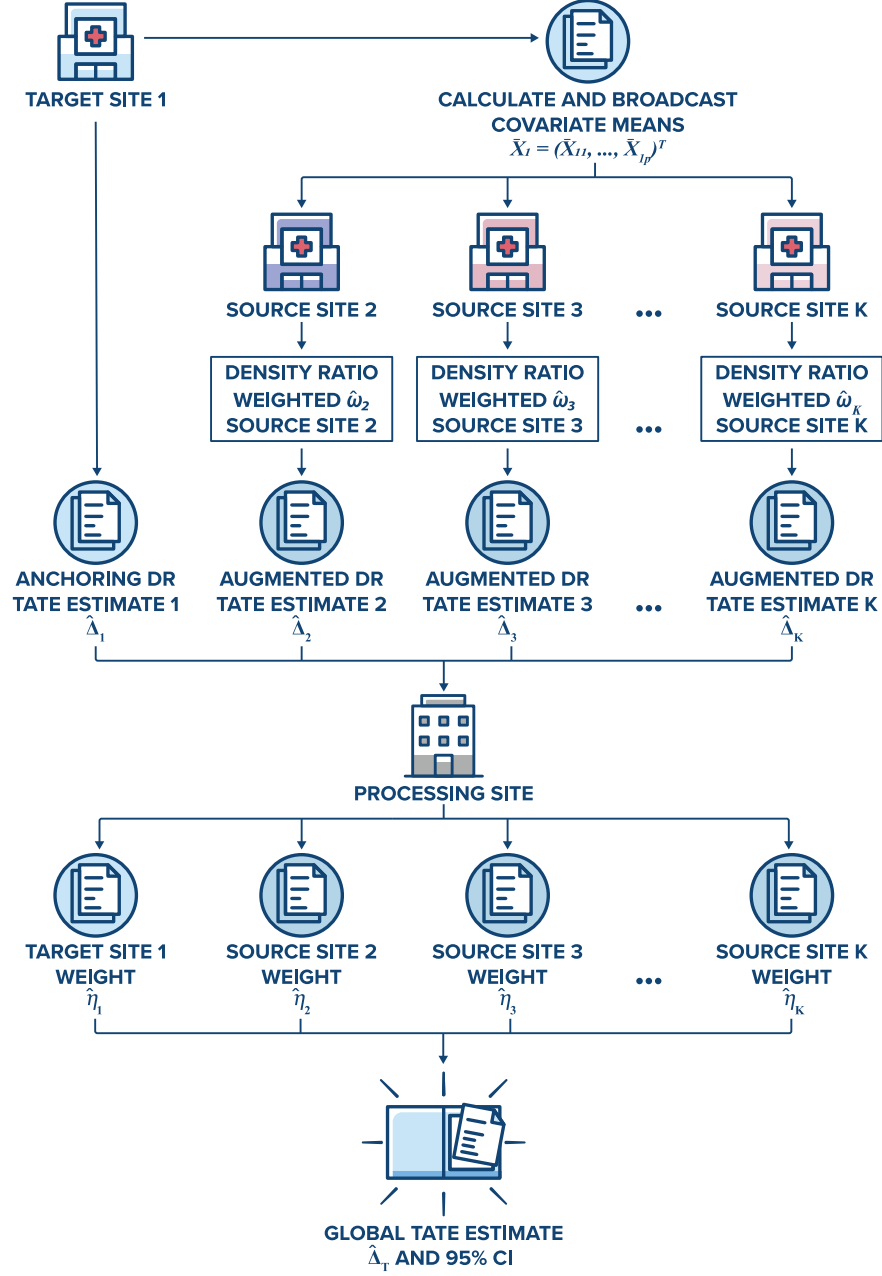 TARGET SITE 1
CALCULATE AND BROADCAST
COVARIATE MEANS
X̄₁ = (X̄₁₁, ..., X̄₁ₚ)ᵀ
SOURCE SITE 2
SOURCE SITE 3
...
SOURCE SITE K
DENSITY RATIO
WEIGHTED ω̂₂
SOURCE SITE 2
DENSITY RATIO
WEIGHTED ω̂₃
SOURCE SITE 3
...
DENSITY RATIO
WEIGHTED ω̂_K
SOURCE SITE K
ANCHORING DR
TATE ESTIMATE 1
Δ̂₁
AUGMENTED DR
TATE ESTIMATE 2
Δ̂₂
AUGMENTED DR
TATE ESTIMATE 3
Δ̂₃
...
AUGMENTED DR
TATE ESTIMATE K
Δ̂_K
PROCESSING SITE
TARGET SITE 1
WEIGHT
η̂₁
SOURCE SITE 2
WEIGHT
η̂₂
SOURCE SITE 3
WEIGHT
η̂₃
...
SOURCE SITE K
WEIGHT
η̂_K
GLOBAL TATE ESTIMATE
Δ̂_T AND 95% CI